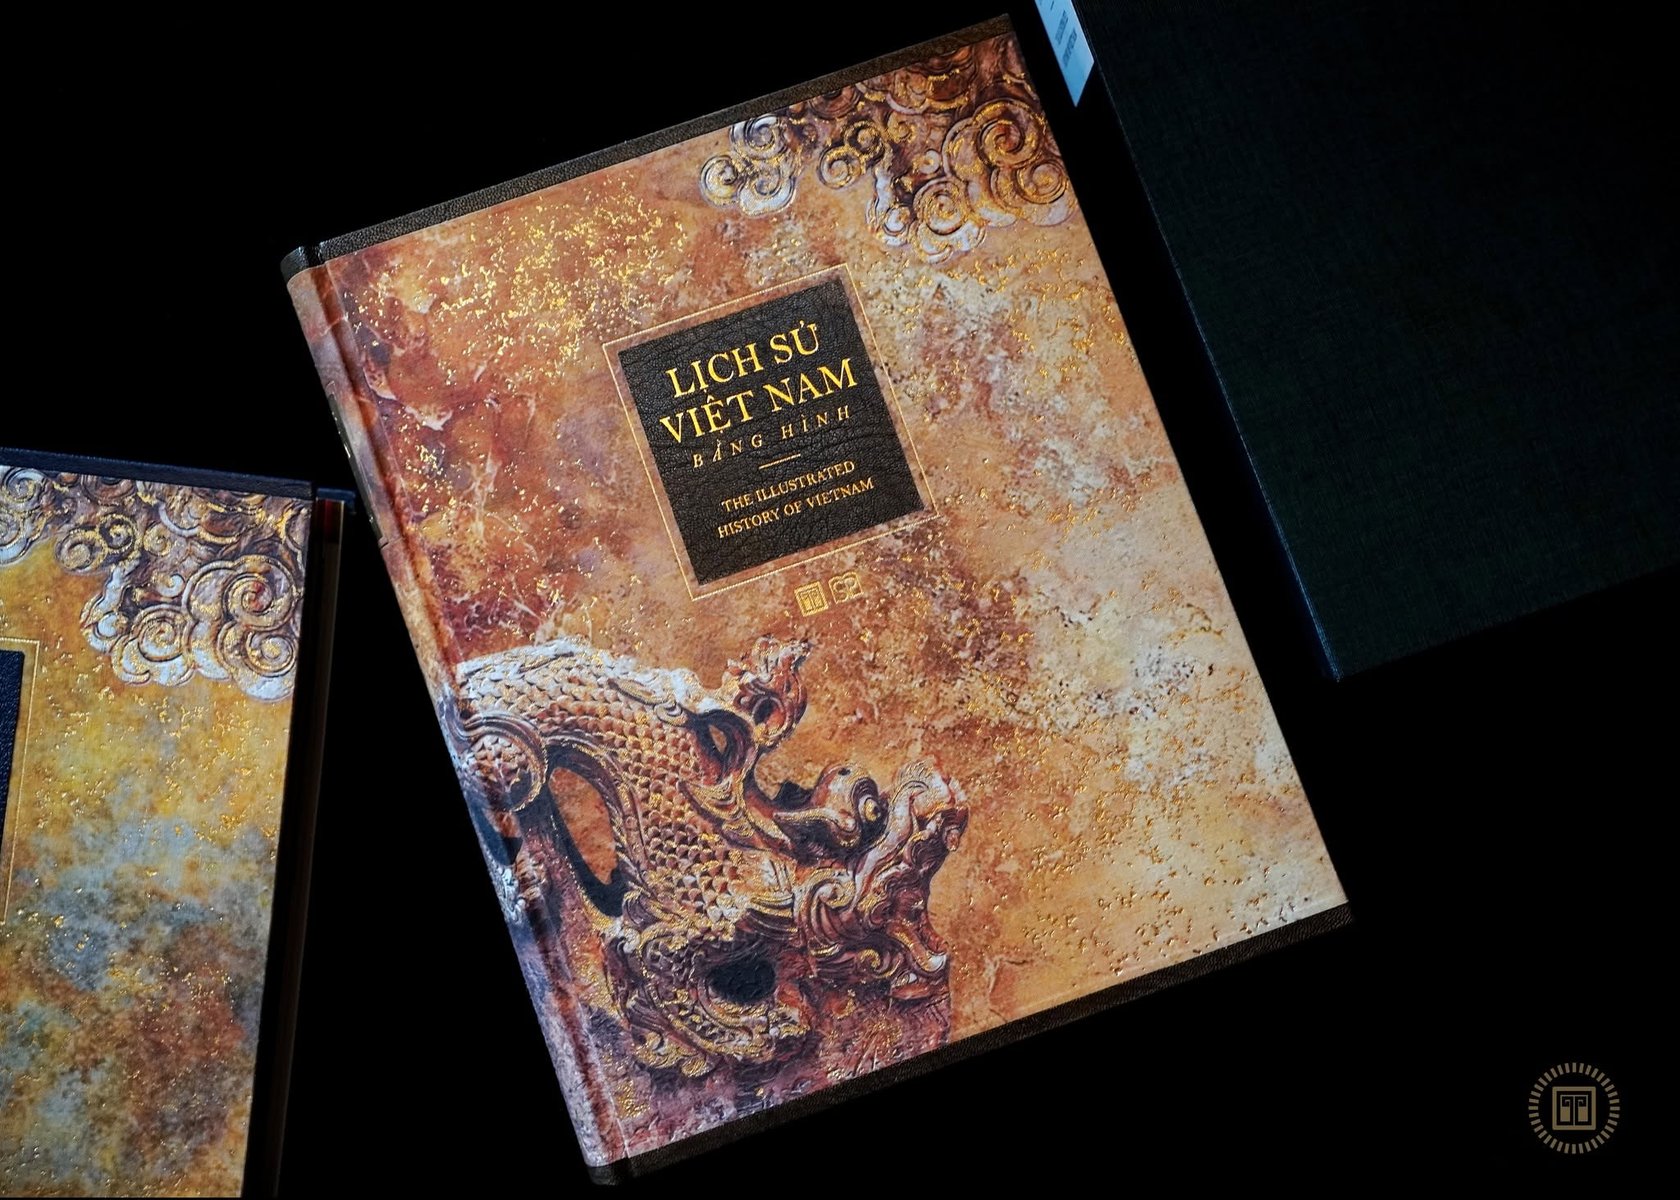 LỊCH SỬ
VIỆT NAM
BẰNG HÌNH
THE ILLUSTRATED
HISTORY OF VIETNAM